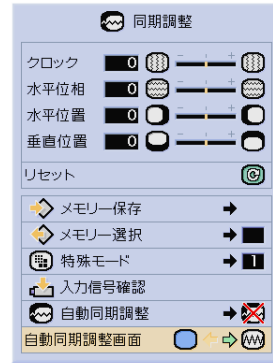 同期調整
クロック 0
水平位相 0
水平位置 0
垂直位置 0
リセット
メモリー保存
メモリー選択
特殊モード 1
入力信号確認
自動同期調整
自動同期調整画面